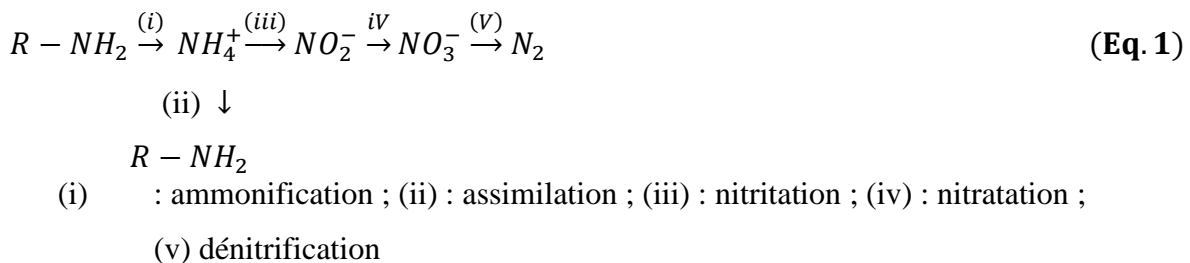 R − NH₂ →(i) NH₄⁺ →(iii) NO₂⁻ →iV NO₃⁻ →(V) N₂ (Eq. 1)
(ii) ↓
R − NH₂
(i) : ammonification ; (ii) : assimilation ; (iii) : nitritation ; (iv) : nitratation ;
(v) dénitrification